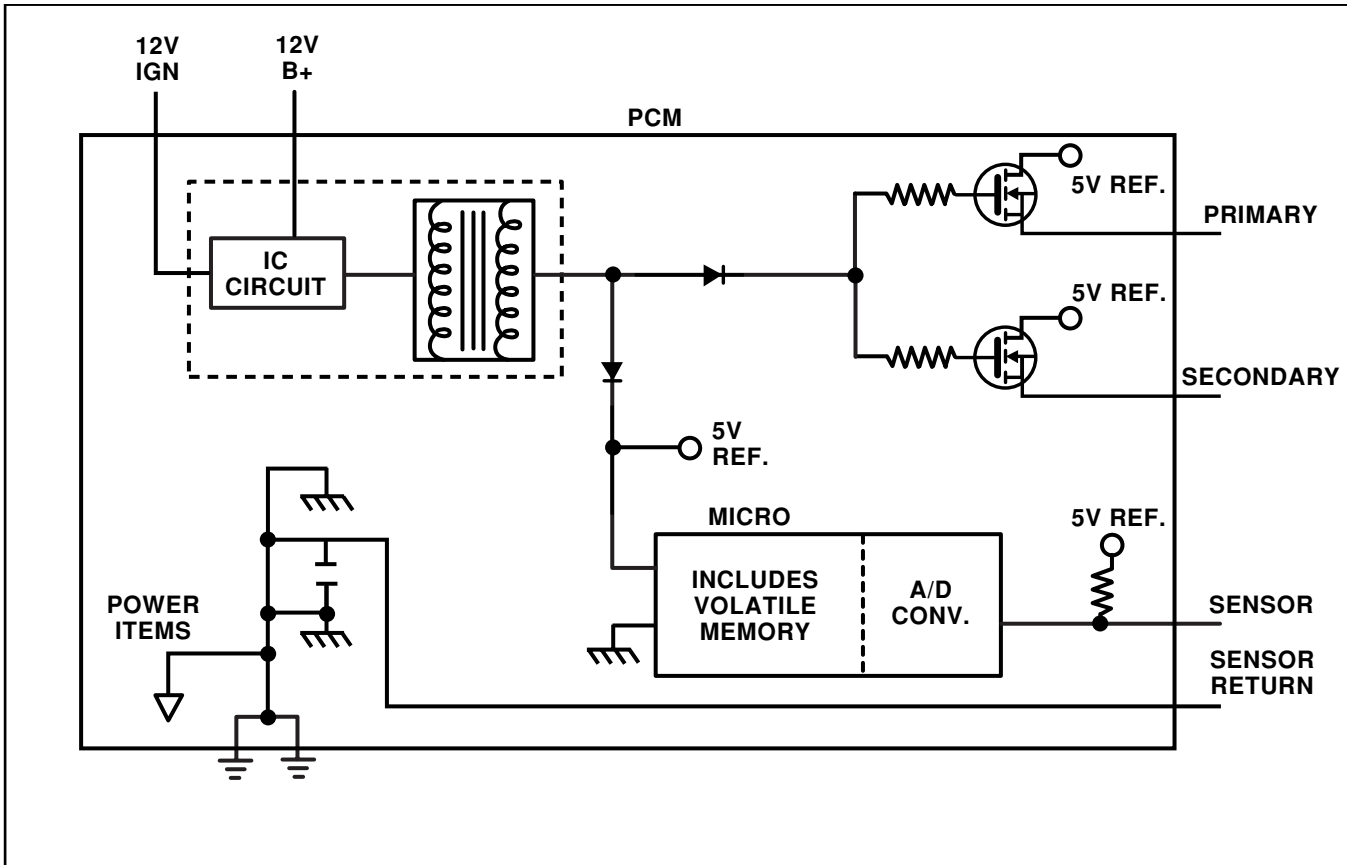 12V
IGN
12V
B+
PCM
5V REF.
PRIMARY
IC
CIRCUIT
5V REF.
SECONDARY
5V
REF.
MICRO
5V REF.
INCLUDES
VOLATILE
MEMORY
A/D
CONV.
POWER
ITEMS
SENSOR
SENSOR
RETURN